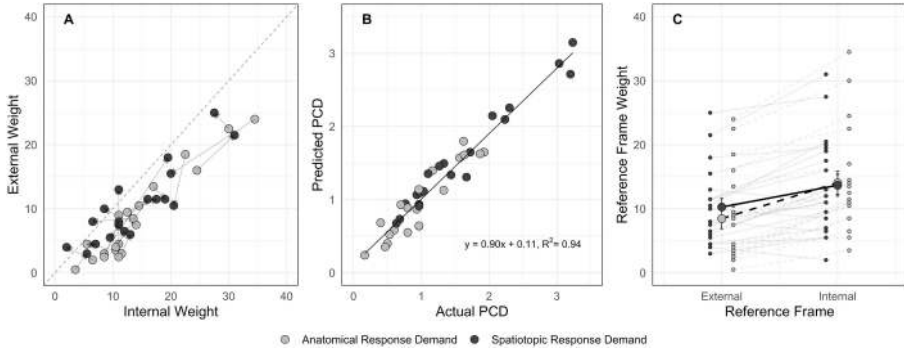 A
External Weight
40
30
20
10
0
0 10 20 30 40
Internal Weight
B
Predicted PCD
3
2
1
0
0 1 2 3
Actual PCD
y = 0.90x + 0.11, R²= 0.94
C
Reference Frame Weight
40
30
20
10
0
External Internal
Reference Frame
Anatomical Response Demand Spatiotopic Response Demand